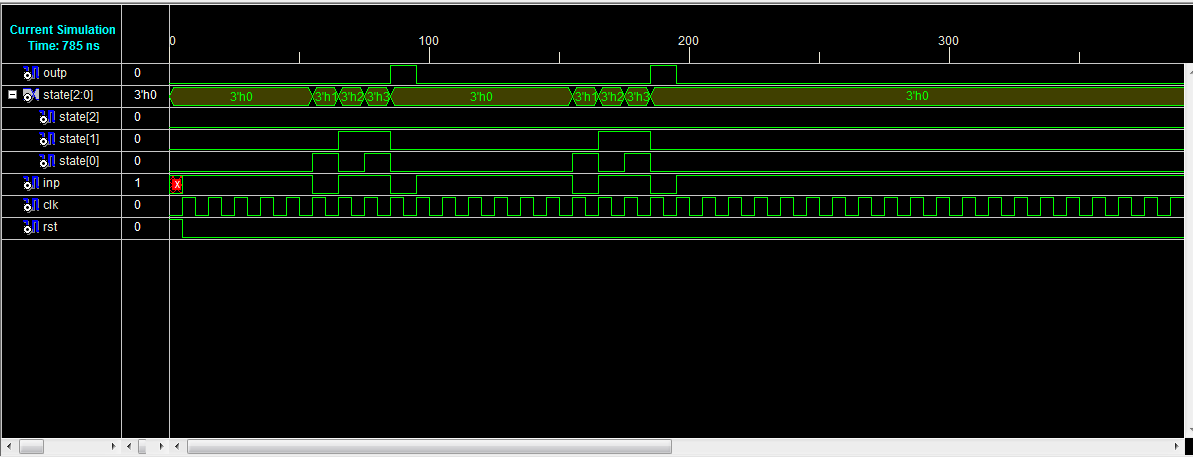 Current Simulation
Time: 785 ns
0 100 200 300
outp 0
state[2:0] 3'h0 3'h0 3'h1 3'h2 3'h3 3'h0 3'h1 3'h2 3'h3 3'h0
state[2] 0
state[1] 0
state[0] 0
inp 1 X
clk 0
rst 0